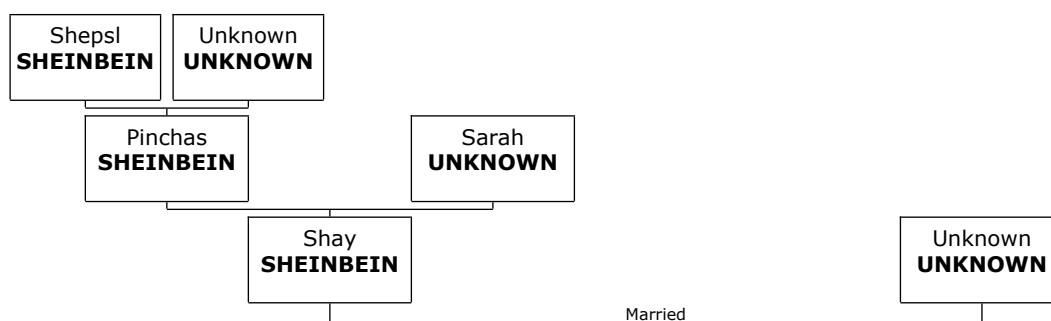 Shepsl
SHEINBEIN
Unknown
UNKNOWN
Pinchas
SHEINBEIN
Sarah
UNKNOWN
Shay
SHEINBEIN
Unknown
UNKNOWN
Married